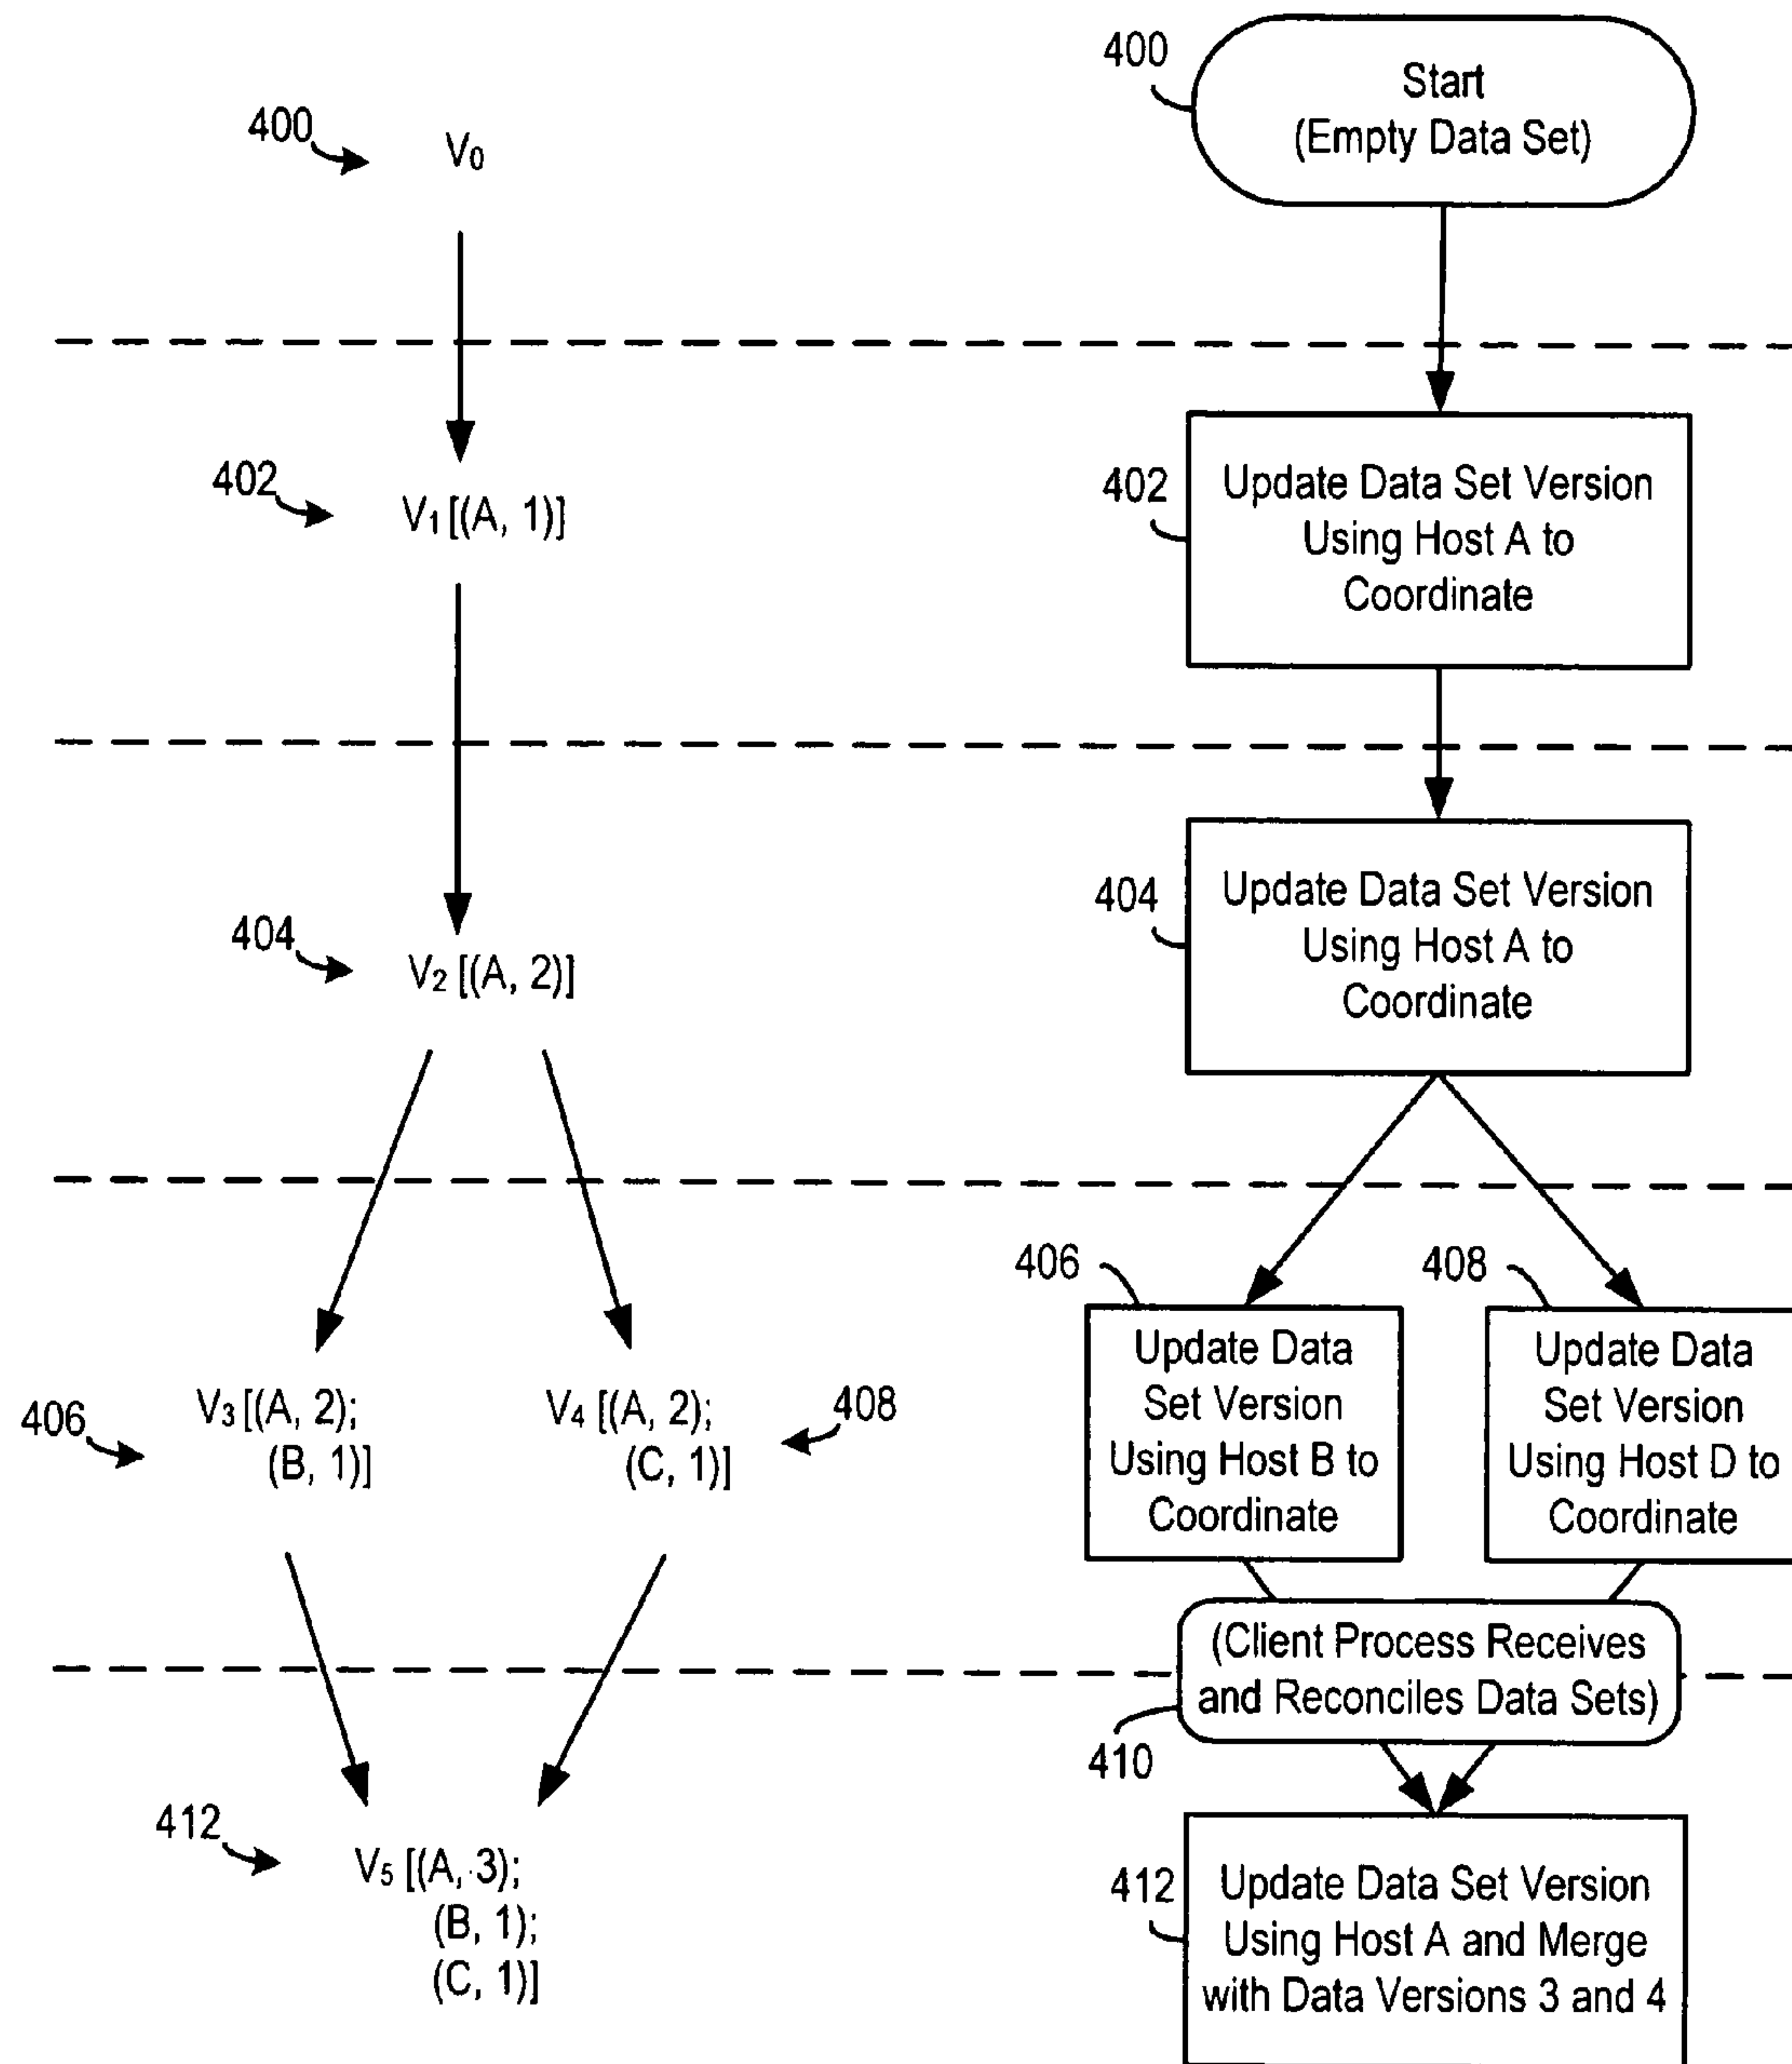 400
V0
400
Start
(Empty Data Set)
402
V1 [(A, 1)]
402
Update Data Set Version
Using Host A to
Coordinate
404
V2 [(A, 2)]
404
Update Data Set Version
Using Host A to
Coordinate
406
V3 [(A, 2);
(B, 1)]
V4 [(A, 2);
(C, 1)]
408
406
Update Data
Set Version
Using Host B to
Coordinate
408
Update Data
Set Version
Using Host D to
Coordinate
(Client Process Receives
and Reconciles Data Sets)
410
412
V5 [(A, 3);
(B, 1);
(C, 1)]
412
Update Data Set Version
Using Host A and Merge
with Data Versions 3 and 4